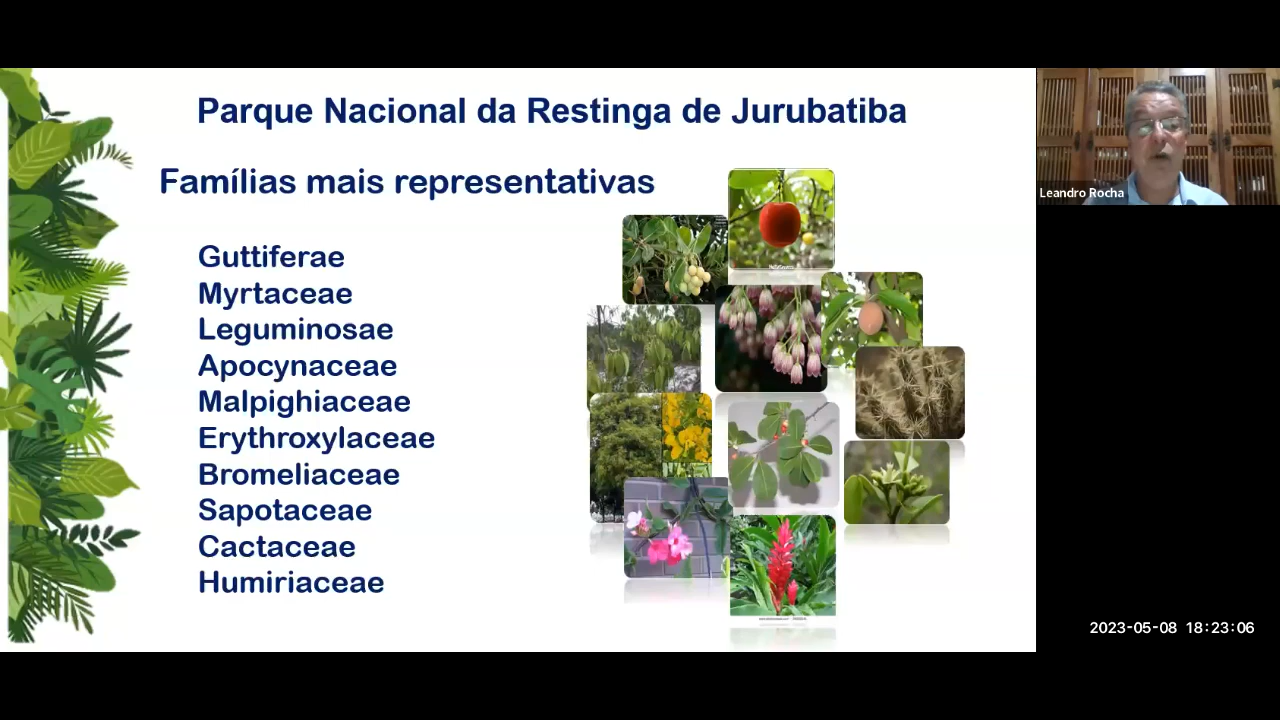 Parque Nacional da Restinga de Jurubatiba
Famílias mais representativas
Guttiferae
Myrtaceae
Leguminosae
Apocynaceae
Malpighiaceae
Erythroxylaceae
Bromeliaceae
Sapotaceae
Cactaceae
Humiriaceae
Leandro Rocha
2023-05-08 18:23:06